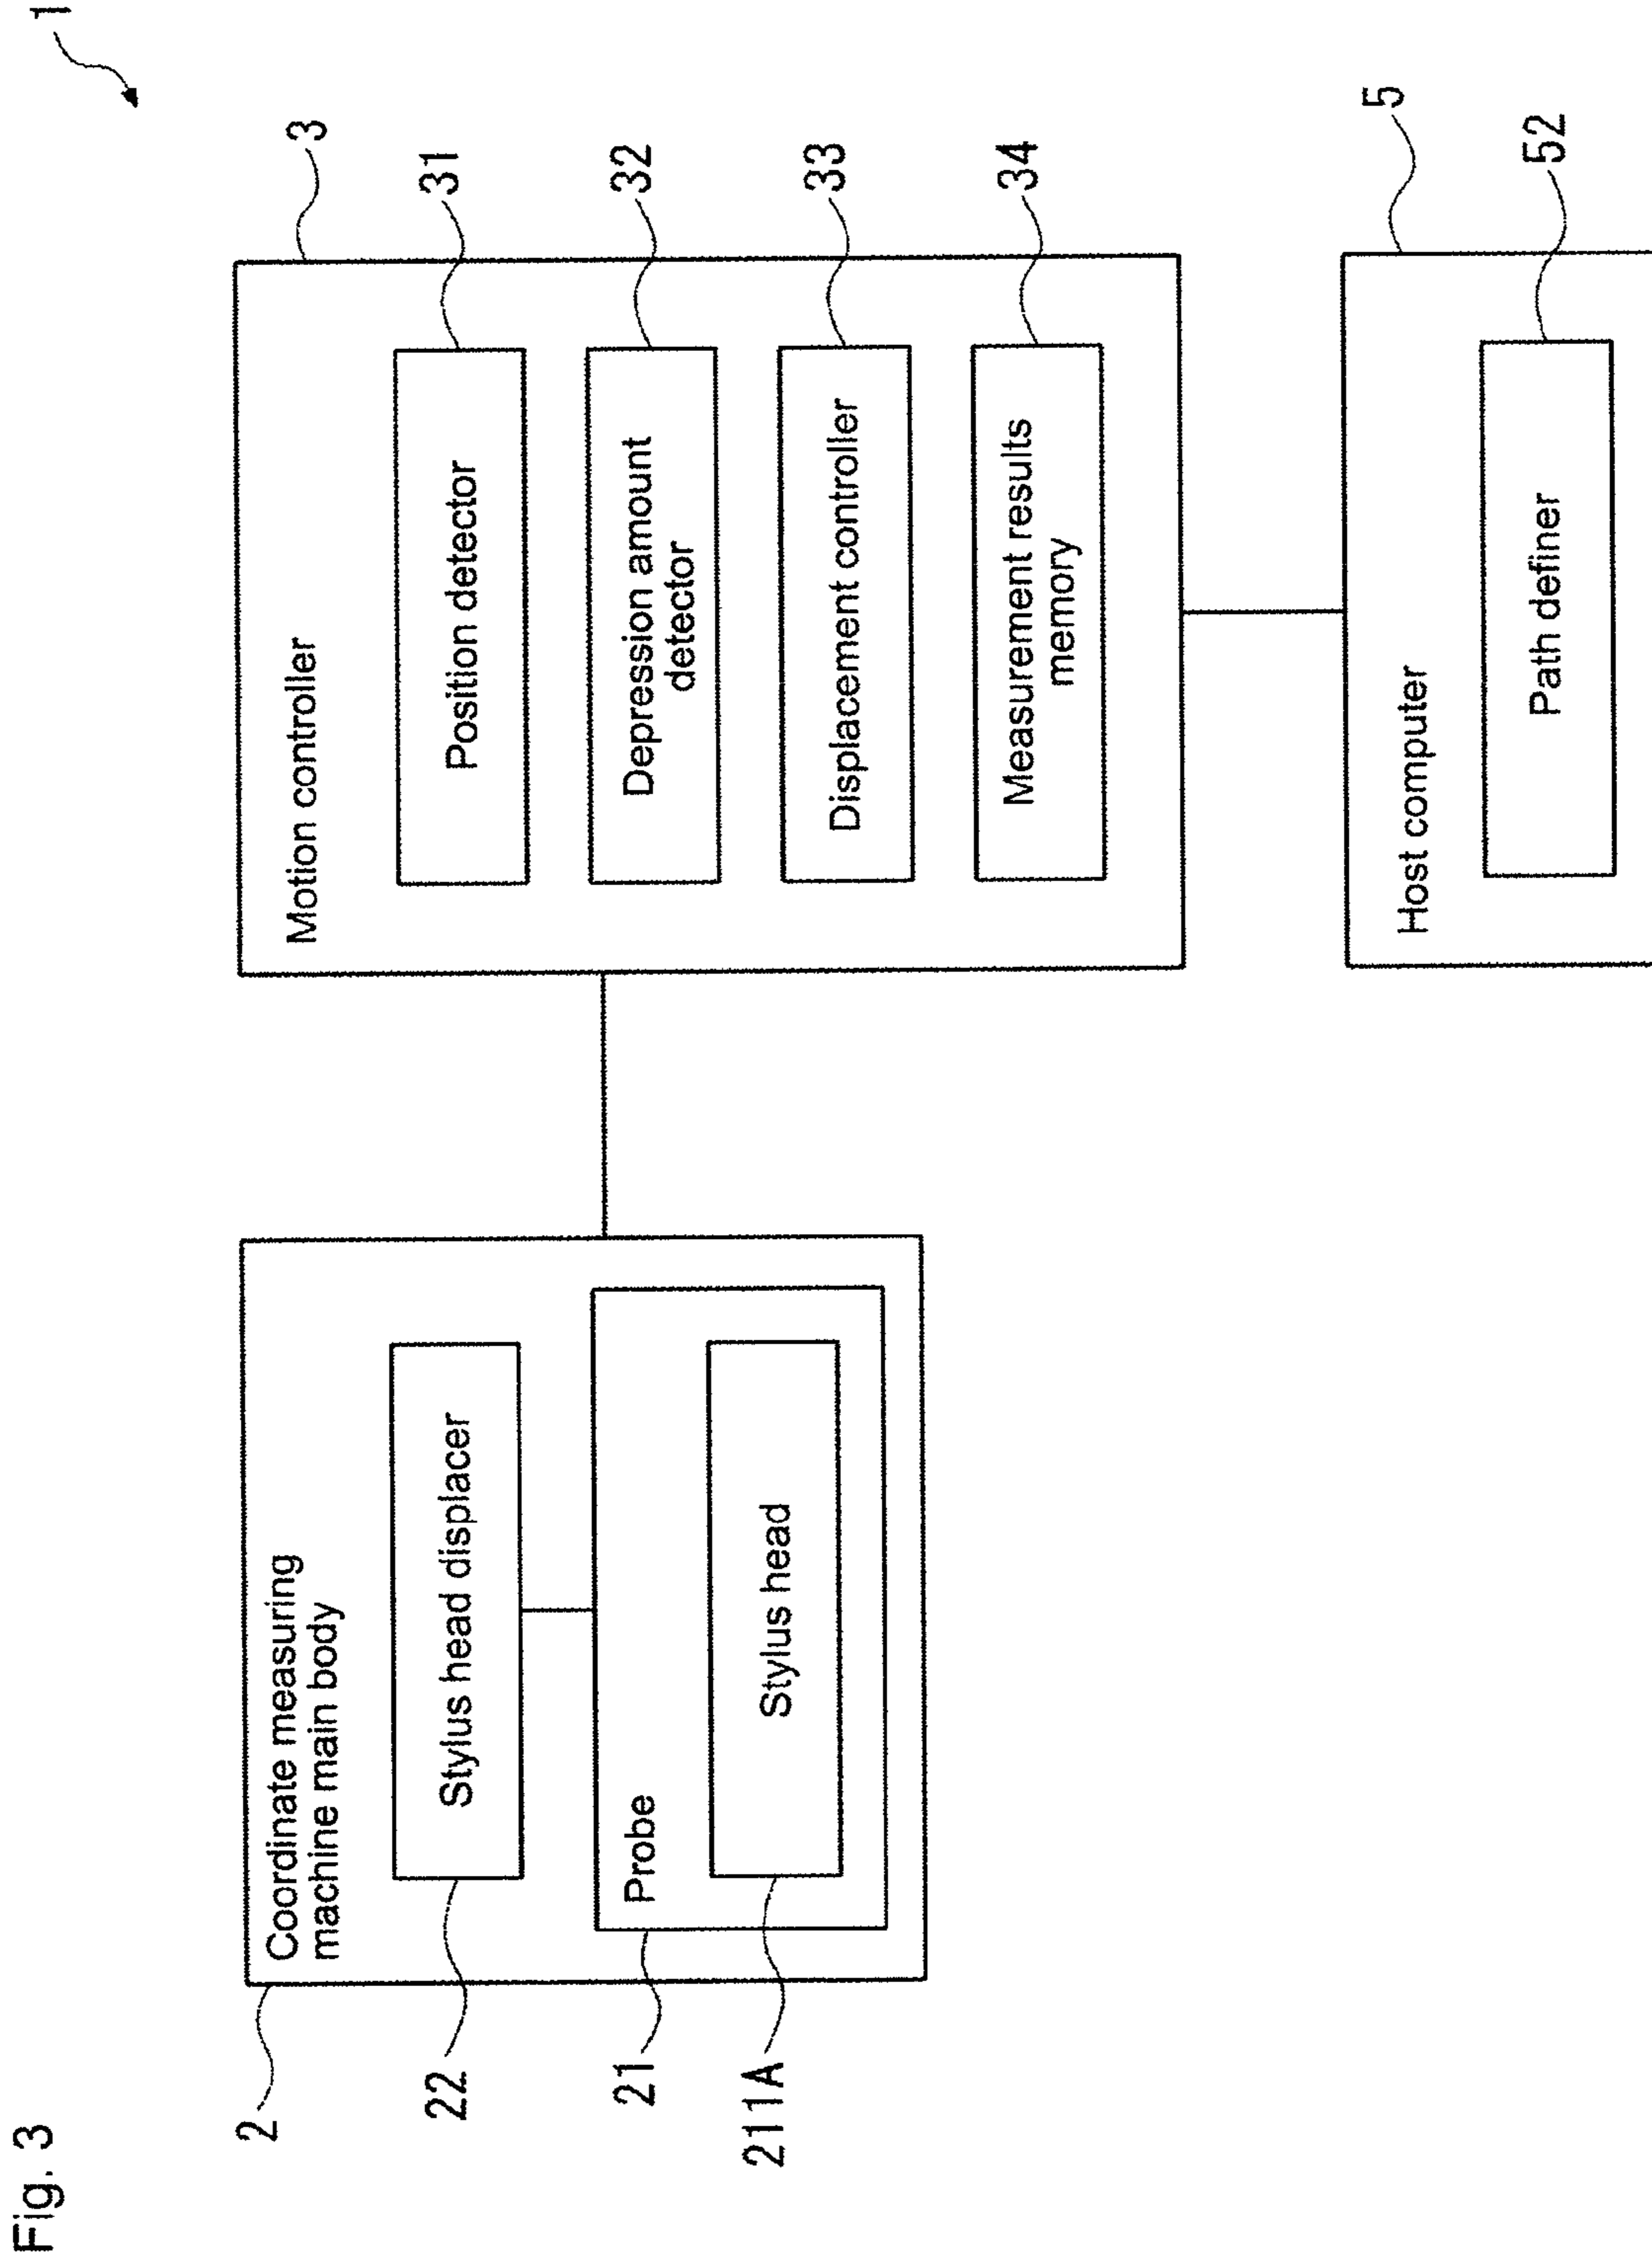 Fig. 3
1
2
Coordinate measuring
machine main body
22
Stylus head displacer
21
Probe
211A
Stylus head
3
Motion controller
31
Position detector
32
Depression amount
detector
33
Displacement controller
34
Measurement results
memory
5
Host computer
52
Path definer